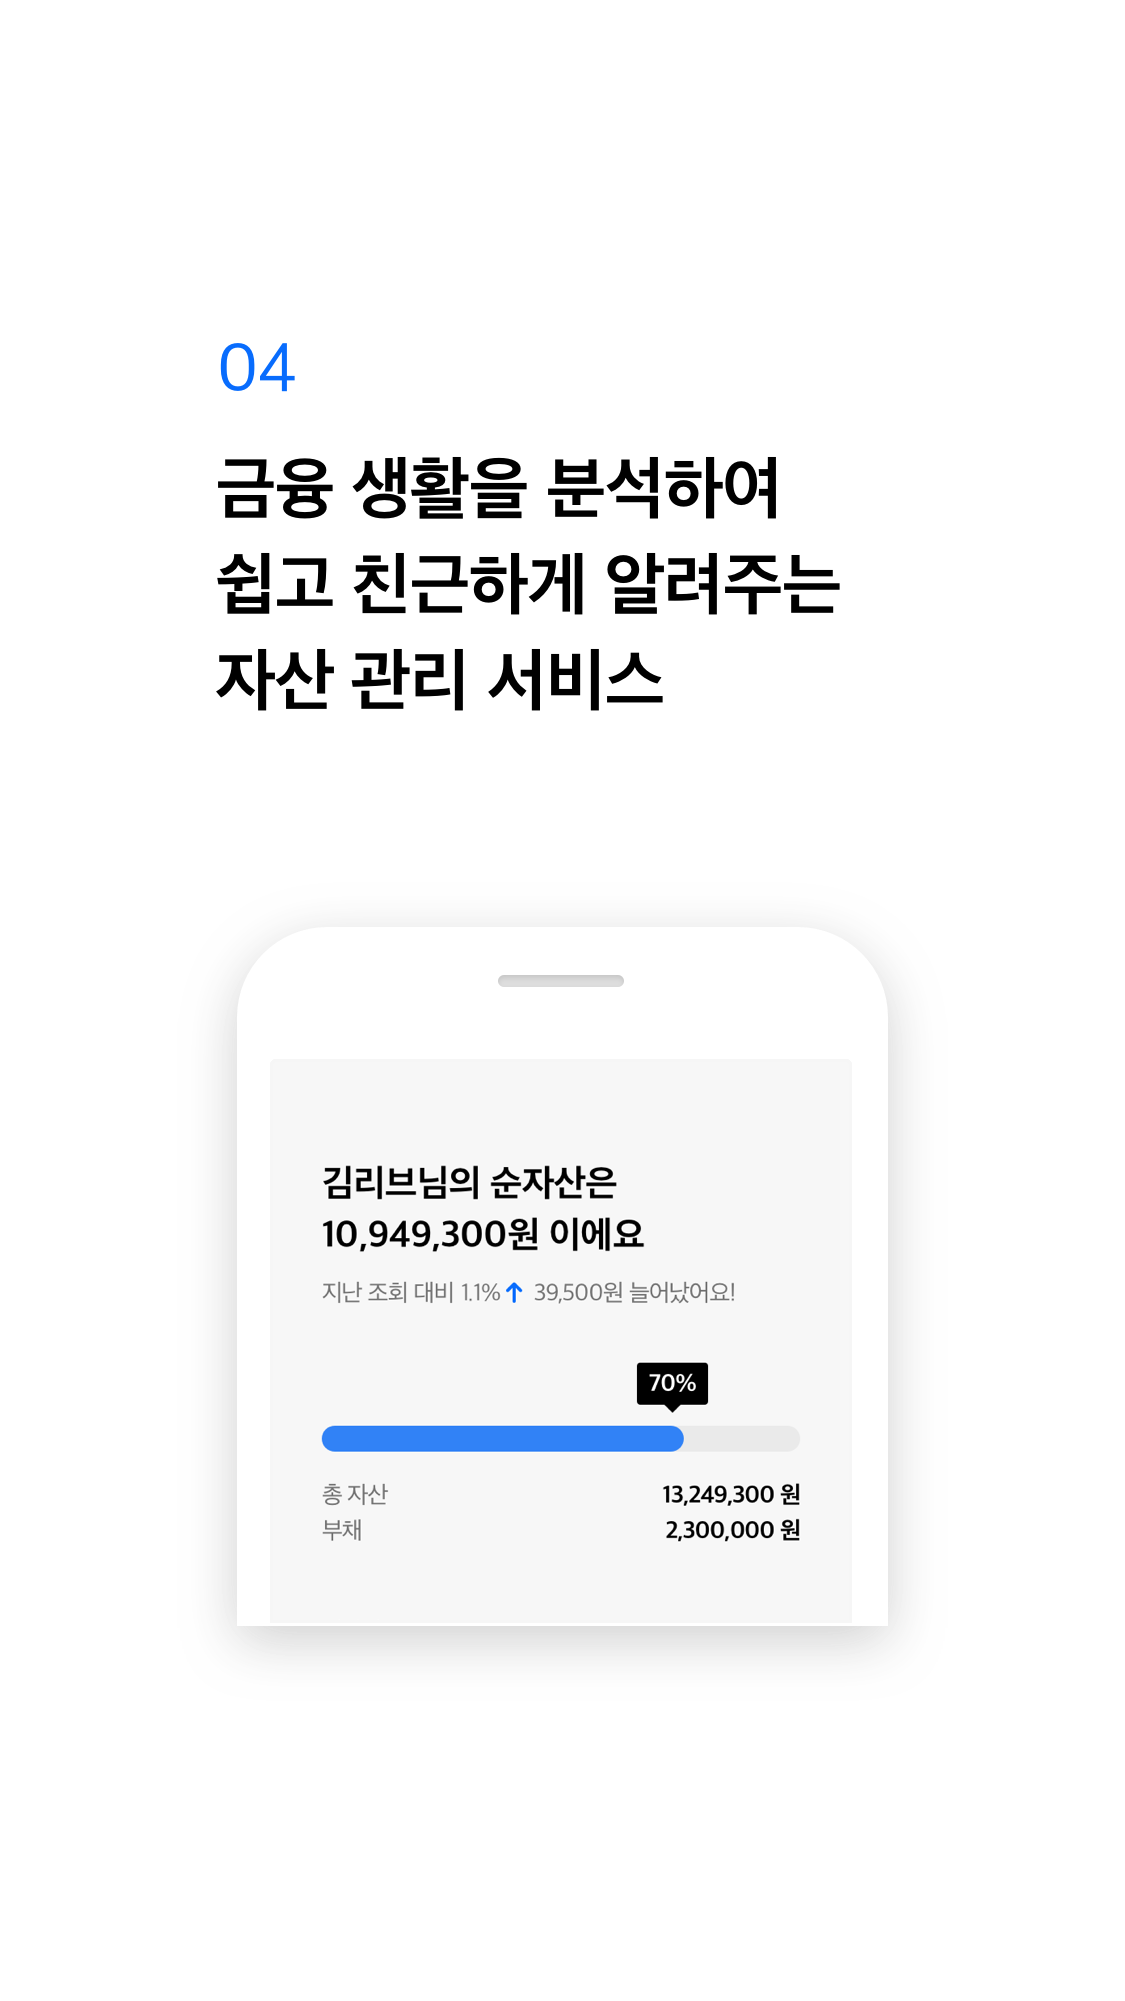 04
금융 생활을 분석하여
쉽고 친근하게 알려주는
자산 관리 서비스
김리브님의 순자산은
10,949,300원 이에요
지난 조회 대비 1.1% ↑ 39,500원 늘어났어요!
70%
총 자산 13,249,300 원
부채 2,300,000 원